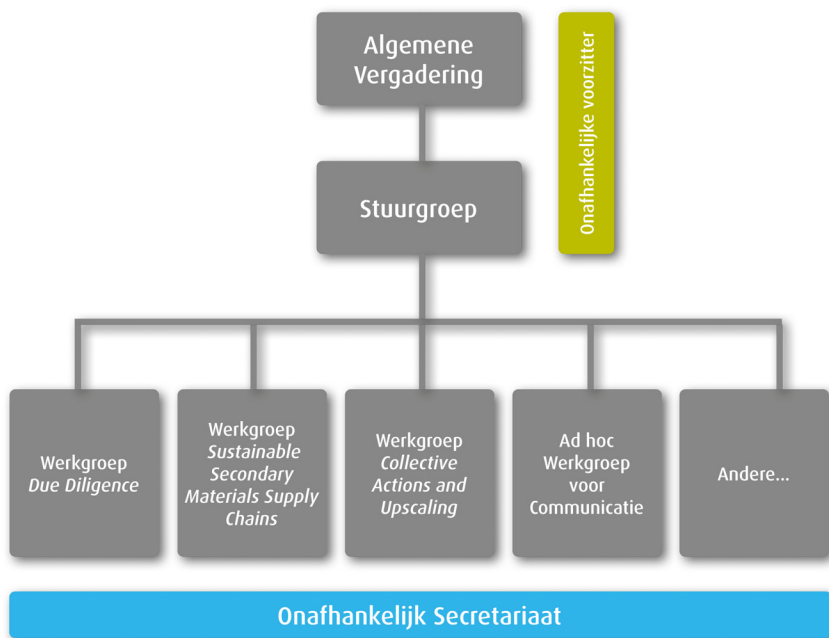 Algemene
Vergadering
Onafhankelijke voorzitter
Stuurgroep
Werkgroep
Due Diligence
Werkgroep
Sustainable
Secondary
Materials Supply
Chains
Werkgroep
Collective
Actions and
Upscaling
Ad hoc
Werkgroep
voor
Communicatie
Andere...
Onafhankelijk Secretariaat